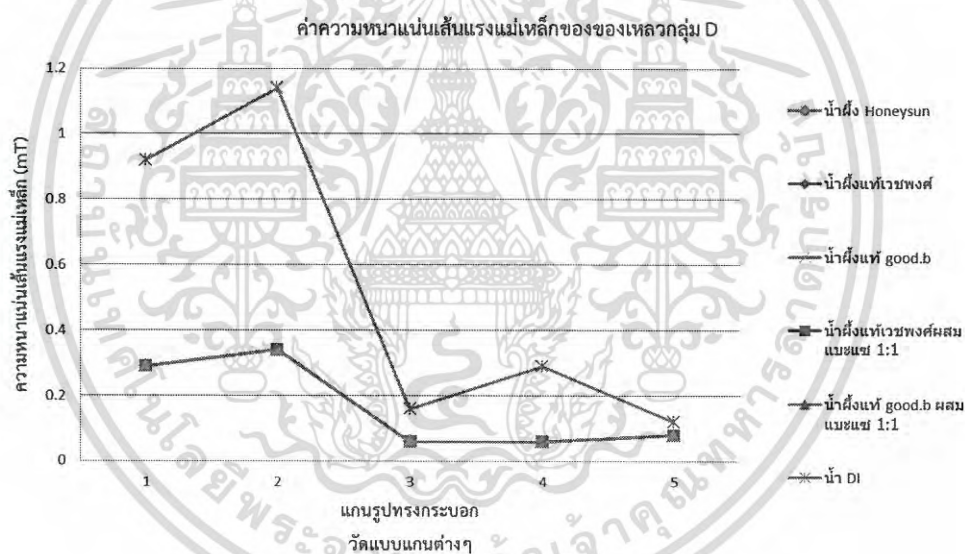 ค่าความหนาแน่นเส้นแรงแม่เหล็กของของเหลวกลุ่ม D
ความหนาแน่นเส้นแรงแม่เหล็ก (mT)
1.2
1
0.8
0.6
0.4
0.2
0
1
2
3
4
5
แกนรูปทรงกระบอก
วัดแบบแกนต่างๆ
น้ำผึ้ง Honeysun
น้ำผึ้งแท้เวชพงศ์
น้ำผึ้งแท้ good.b
น้ำผึ้งแท้เวชพงศ์ผสม
แบะแซ 1:1
น้ำผึ้งแท้ good.b ผสม
แบะแซ 1:1
น้ำ DI